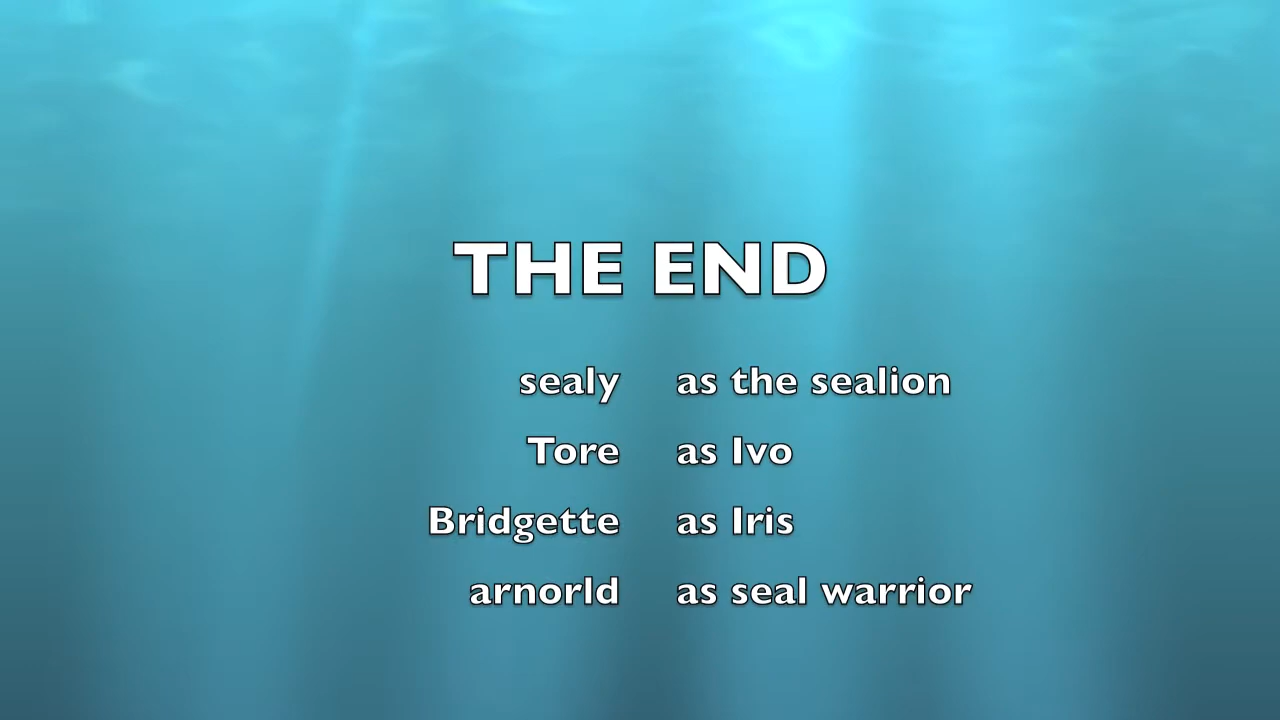 THE END
sealy as the sealion
Tore as Ivo
Bridgette as Iris
arnorld as seal warrior